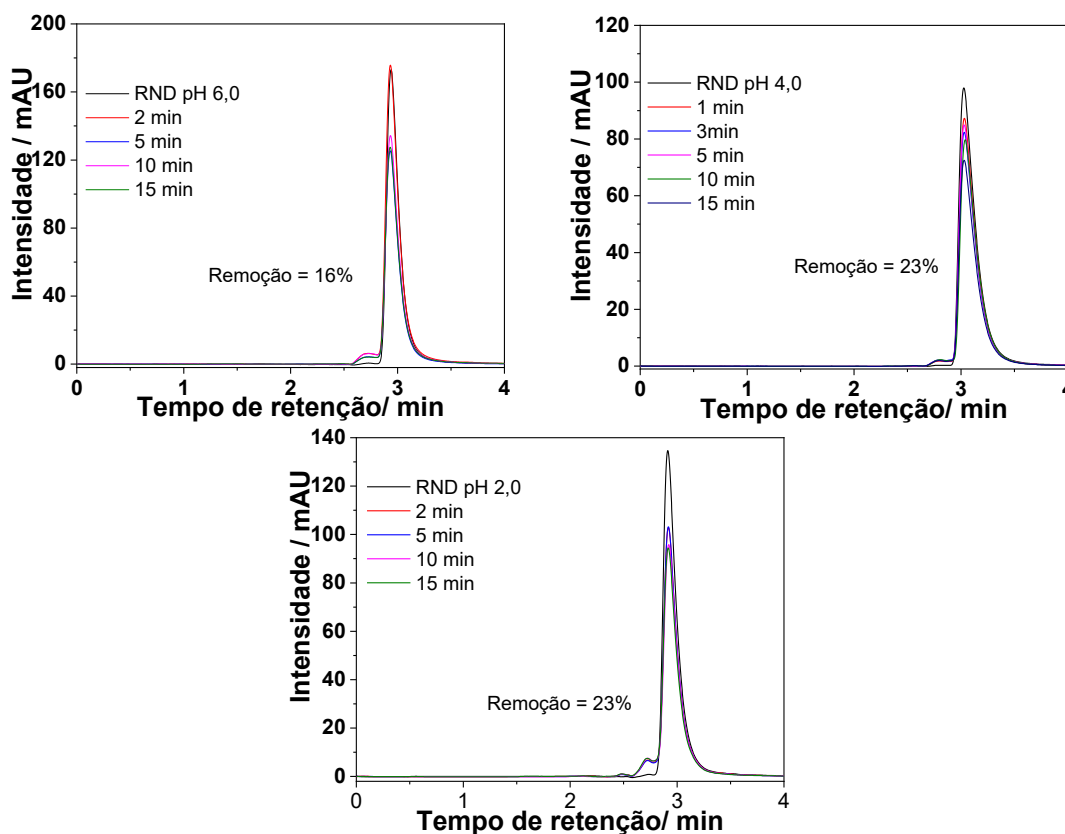 200
160
120
80
40
0
Intensidade / mAU
RND pH 6,0
2 min
5 min
10 min
15 min
Remoção = 16%
0 1 2 3 4
Tempo de retenção/ min
120
100
80
60
40
20
0
Intensidade / mAU
RND pH 4,0
1 min
3min
5 min
10 min
15 min
Remoção = 23%
0 1 2 3 4
Tempo de retenção/ min
140
120
100
80
60
40
20
0
Intensidade / mAU
RND pH 2,0
2 min
5 min
10 min
15 min
Remoção = 23%
0 1 2 3 4
Tempo de retenção/ min